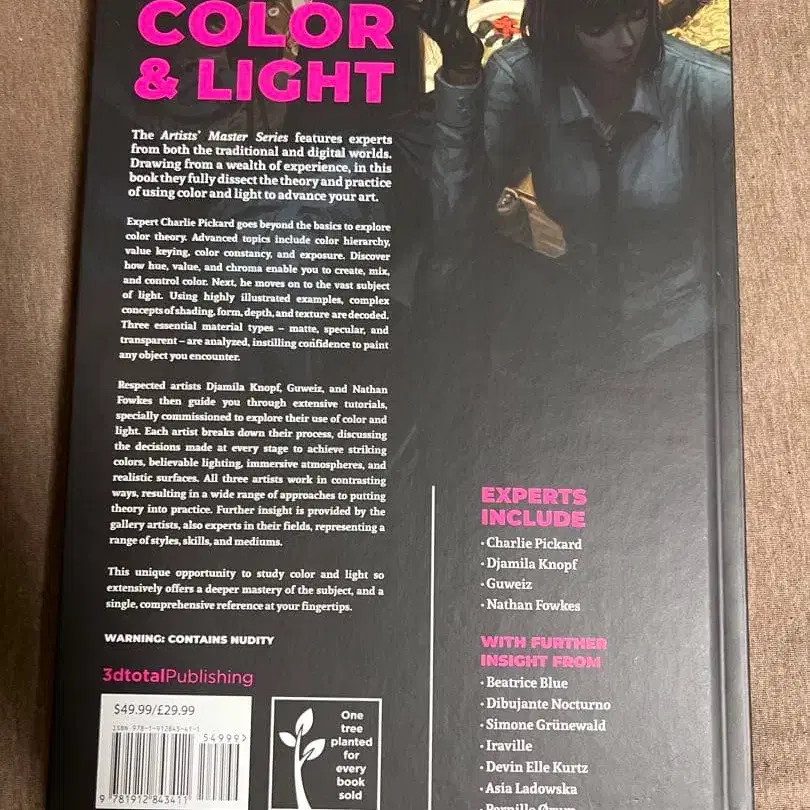 COLOR
& LIGHT
The Artists' Master Series features experts
from both the traditional and digital worlds.
Drawing from a wealth of experience, in this
book they fully dissect the theory and practice
of using color and light to advance your art.
Expert Charlie Pickard goes beyond the basics to explore
color theory. Advanced topics include color hierarchy,
value keying, color constancy, and exposure. Discover
how hue, value, and chroma enable you to create, mix,
and control color. Next, he moves on to the vast subject
of light. Using highly illustrated examples, complex
concepts of shading, form, depth, and texture are decoded.
Three essential material types – matte, specular, and
transparent – are analyzed, instilling confidence to paint
any object you encounter.
Respected artists Djamila Knopf, Guweiz, and Nathan
Fowkes then guide you through extensive tutorials,
specially commissioned to explore their use of color and
light. Each artist breaks down their process, discussing
the decisions made at every stage to achieve striking
colors, believable lighting, immersive atmospheres, and
realistic surfaces. All three artists work in contrasting
ways, resulting in a wide range of approaches to putting
theory into practice. Further insight is provided by the
gallery artists, also experts in their fields, representing a
range of styles, skills, and mediums.
This unique opportunity to study color and light so
extensively offers a deeper mastery of the subject, and a
single, comprehensive reference at your fingertips.
WARNING: CONTAINS NUDITY
3dtotalPublishing
$49.99/£29.99
ISBN 978-1-912843-41-1
54999>
9 781912 843411
One
tree
planted
for
every
book
sold
EXPERTS
INCLUDE
• Charlie Pickard
• Djamila Knopf
• Guweiz
• Nathan Fowkes
WITH FURTHER
INSIGHT FROM
• Beatrice Blue
• Dibujante Nocturno
• Simone Grünewald
• Iraville
• Devin Elle Kurtz
• Asia Ladowska